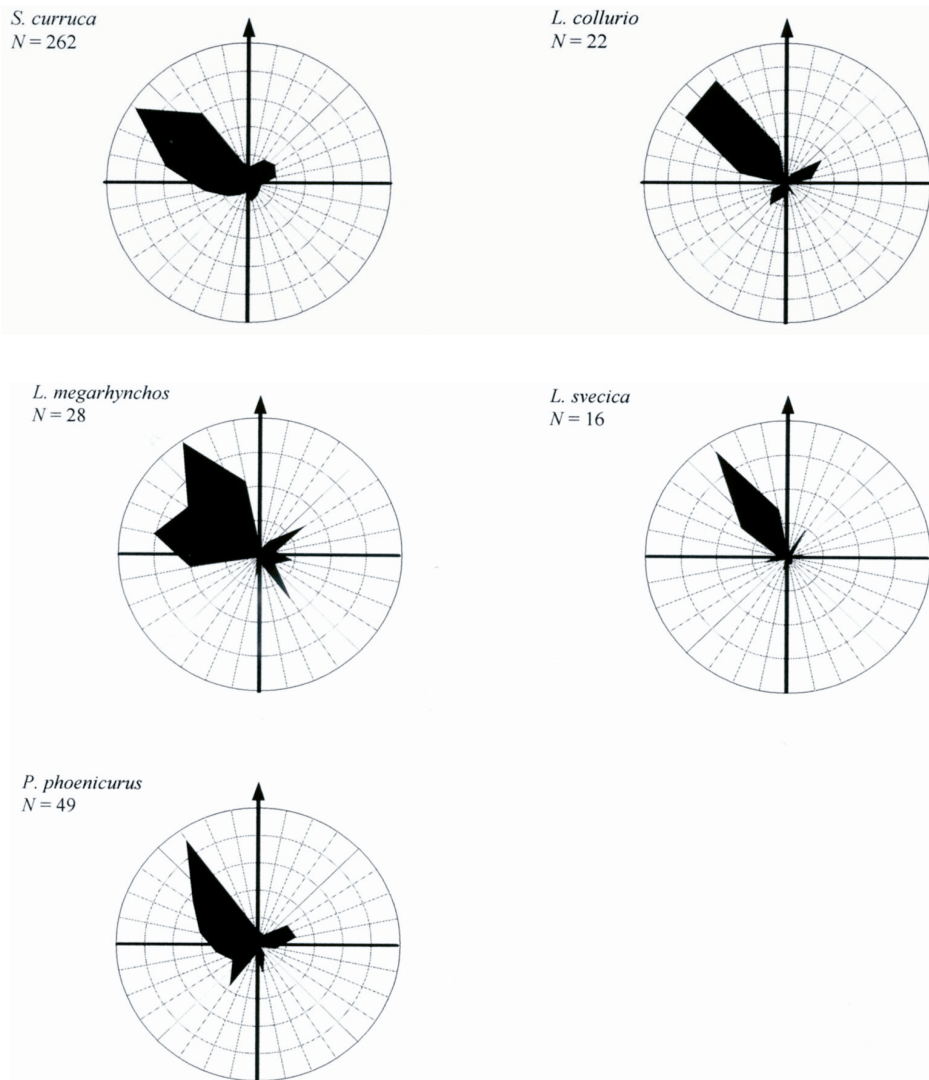 S. curruca
N = 262
L. collurio
N = 22
L. megarhynchos
N = 28
L. svecica
N = 16
P. phoenicurus
N = 49